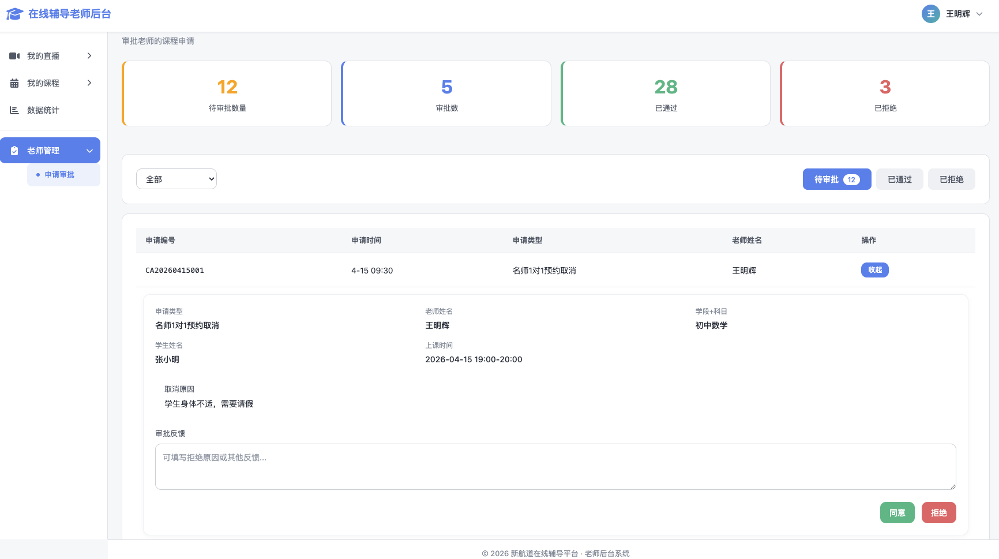 在线辅导老师后台
王 王明辉
审批老师的课程申请
我的直播
我的课程
数据统计
老师管理
申请审批
12
待审批数量
5
审批数
28
已通过
3
已拒绝
全部
待审批 12 已通过 已拒绝
申请编号 申请时间 申请类型 老师姓名 操作
CA20260415001 4-15 09:30 名师1对1预约取消 王明辉 收起
申请类型 老师姓名 学段+科目
名师1对1预约取消 王明辉 初中数学
学生姓名 上课时间
张小明 2026-04-15 19:00-20:00
取消原因
学生身体不适，需要请假
审批反馈
可填写拒绝原因或其他反馈...
同意 拒绝
© 2026 新航道在线辅导平台 · 老师后台系统